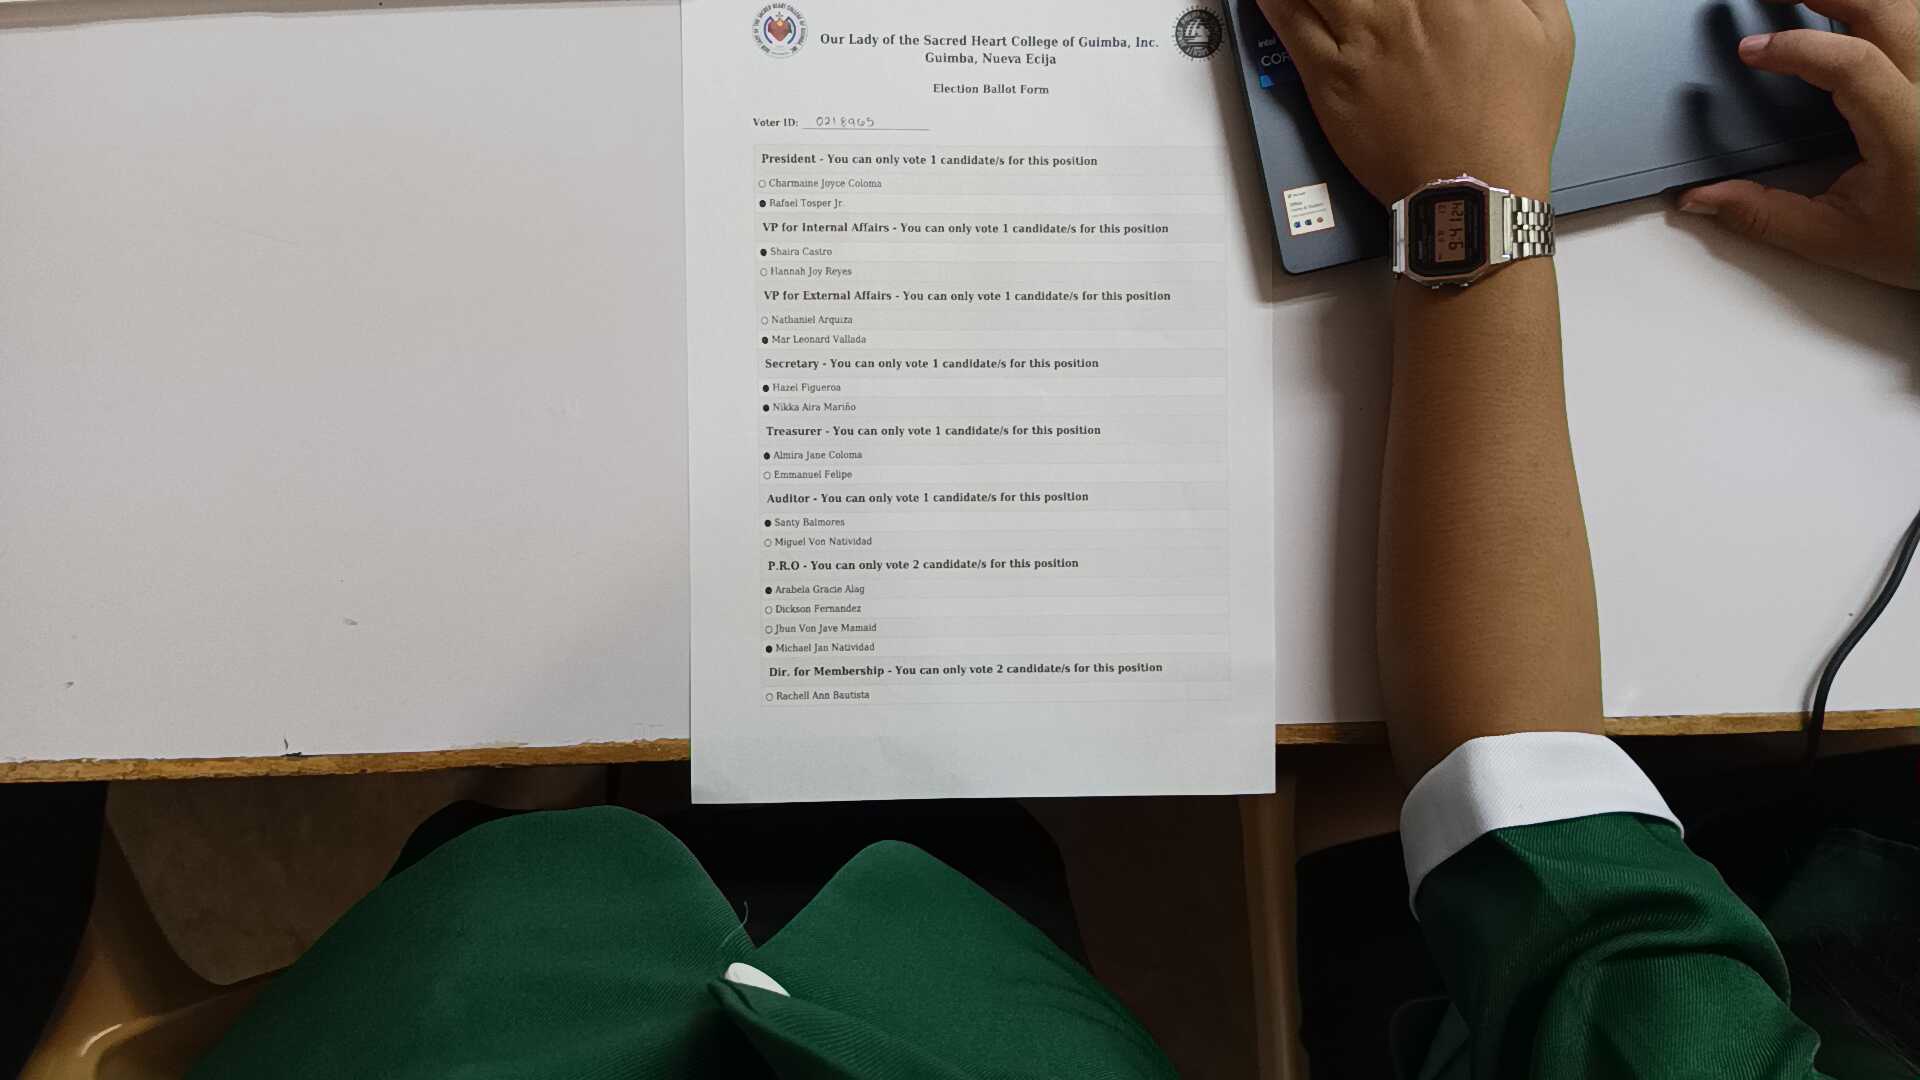 Our Lady of the Sacred Heart College of Guimba, Inc.
Guimba, Nueva Ecija
Election Ballot Form
Voter ID: 0218965
President - You can only vote 1 candidate/s for this position
Charmaine Joyce Coloma
Rafael Tosper Jr.
VP for Internal Affairs - You can only vote 1 candidate/s for this position
Shaira Castro
Hannah Joy Reyes
VP for External Affairs - You can only vote 1 candidate/s for this position
Nathaniel Arquiza
Mar Leonard Vallada
Secretary - You can only vote 1 candidate/s for this position
Hazel Figueroa
Nikka Aira Mariño
Treasurer - You can only vote 1 candidate/s for this position
Almira Jane Coloma
Emmanuel Felipe
Auditor - You can only vote 1 candidate/s for this position
Santy Balmores
Miguel Von Natividad
P.R.O - You can only vote 2 candidate/s for this position
Arabela Gracie Alag
Dickson Fernandez
Jhun Von Jave Mamaid
Michael Jan Natividad
Dir. for Membership - You can only vote 2 candidate/s for this position
Rachell Ann Bautista
intel
COR
Office
9:41 24